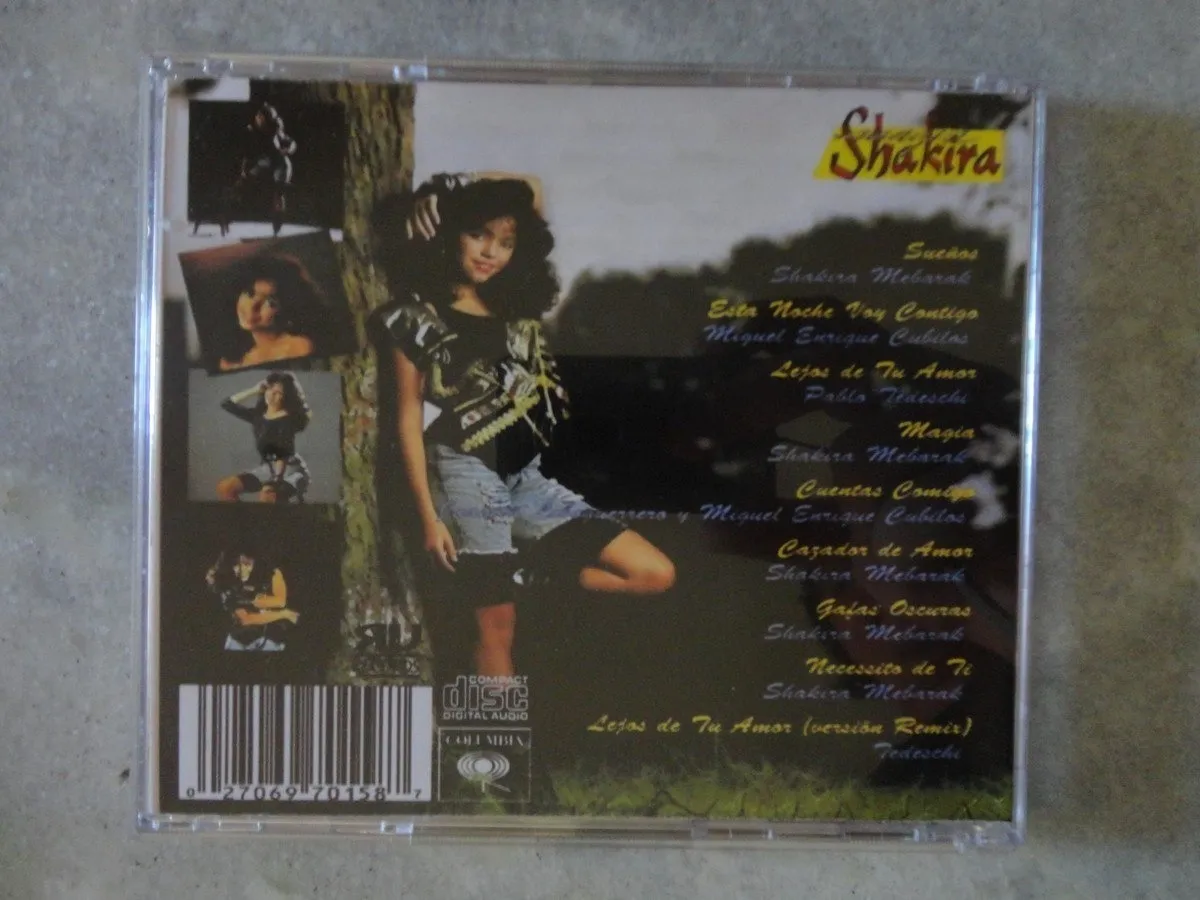 Shakira
Sueños
Shakira Mebarak
Esta Noche Voy Contigo
Miguel Enrique Cubilos
Lejos de Tu Amor
Pablo Tedeschi
Magia
Shakira Mebarak
Cuentas Comigo
Guerrero y Miguel Enrique Cubilos
Cazador de Amor
Shakira Mebarak
Gafas Oscuras
Shakira Mebarak
Necessito de Ti
Shakira Mebarak
Lejos de Tu Amor (versión Remix)
Tedeschi
COMPACT
disc
DIGITAL AUDIO
COLUMBIA
0 27069 70158 7